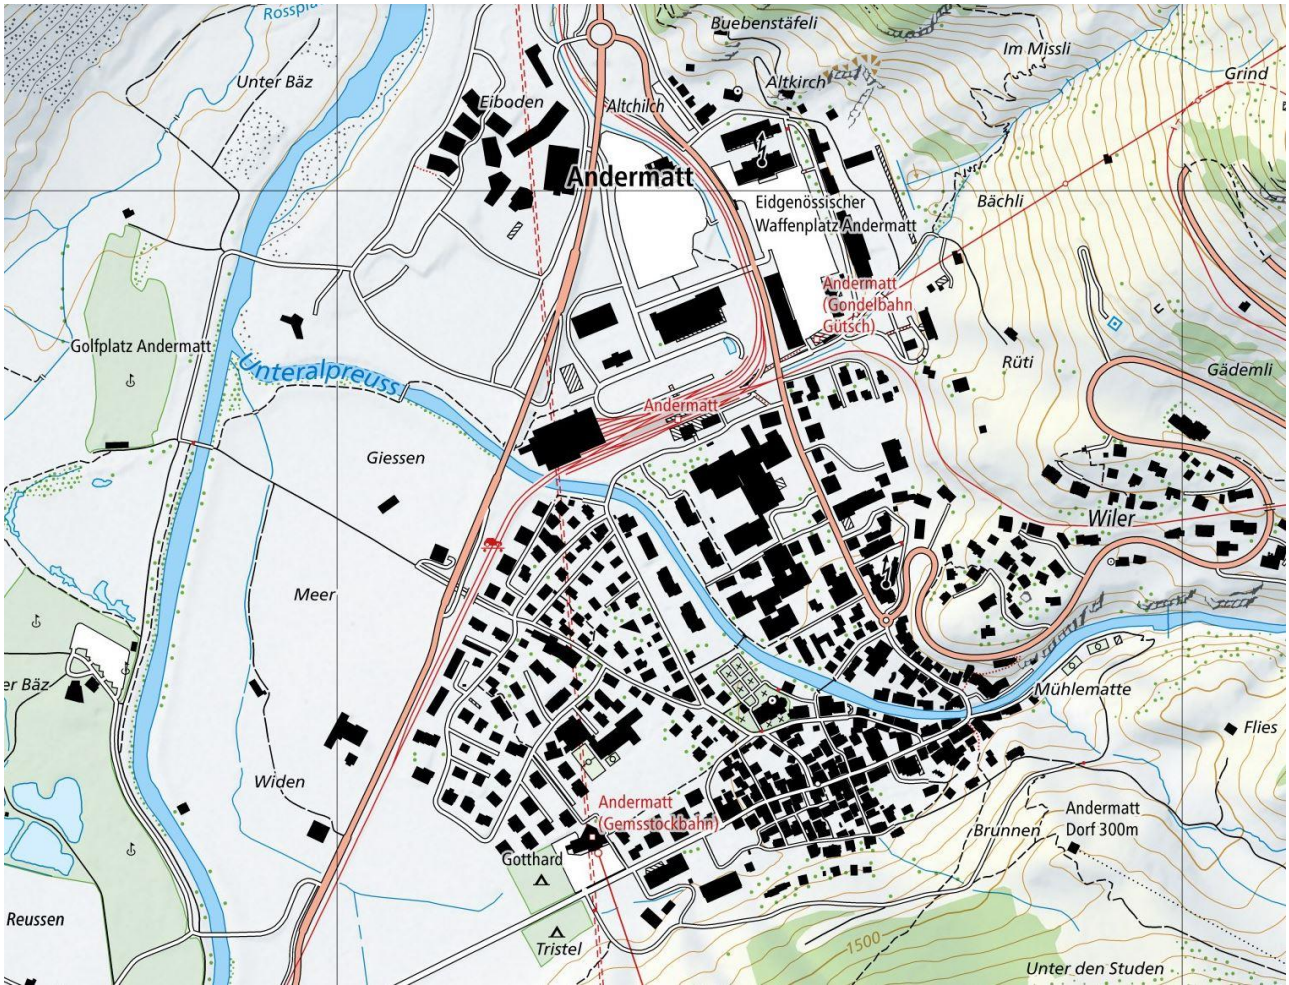 Rosspla
Buebenstäfeli
Im Missli
Unter Bäz
Altkirch
Grind
Eiboden
Altchilch
Andermatt
Bächli
Eidgenössischer
Waffenplatz Andermatt
Andermatt
(Gondelbahn
Gütsch)
Golfplatz Andermatt
Unteralpreuss
Rüti
Gädemli
Andermatt
Giessen
Wiler
Meer
er Bäz
Mühlematte
Flies
Widen
Andermatt
(Gemsstockbahn)
Andermatt
Dorf 300m
Brunnen
Gotthard
Reussen
Tristel
1500
Unter den Studen